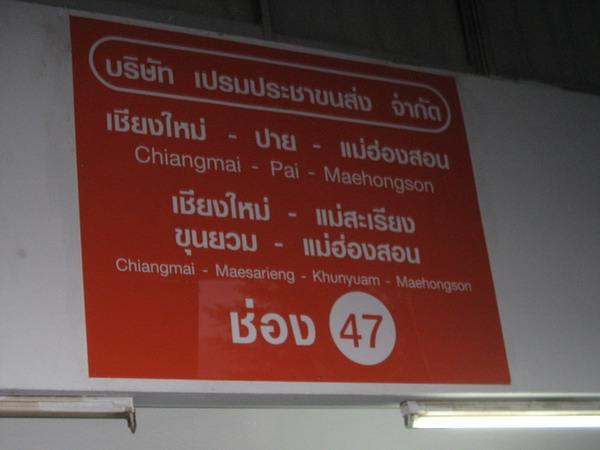 บริษัท เปรมประชาขนส่ง จำกัด
เชียงใหม่ - ปาย - แม่ฮ่องสอน
Chiangmai - Pai - Maehongson
เชียงใหม่ - แม่สะเรียง
ขุนยวม - แม่ฮ่องสอน
Chiangmai - Maesarieng - Khunyuam - Maehongson
ช่อง 47